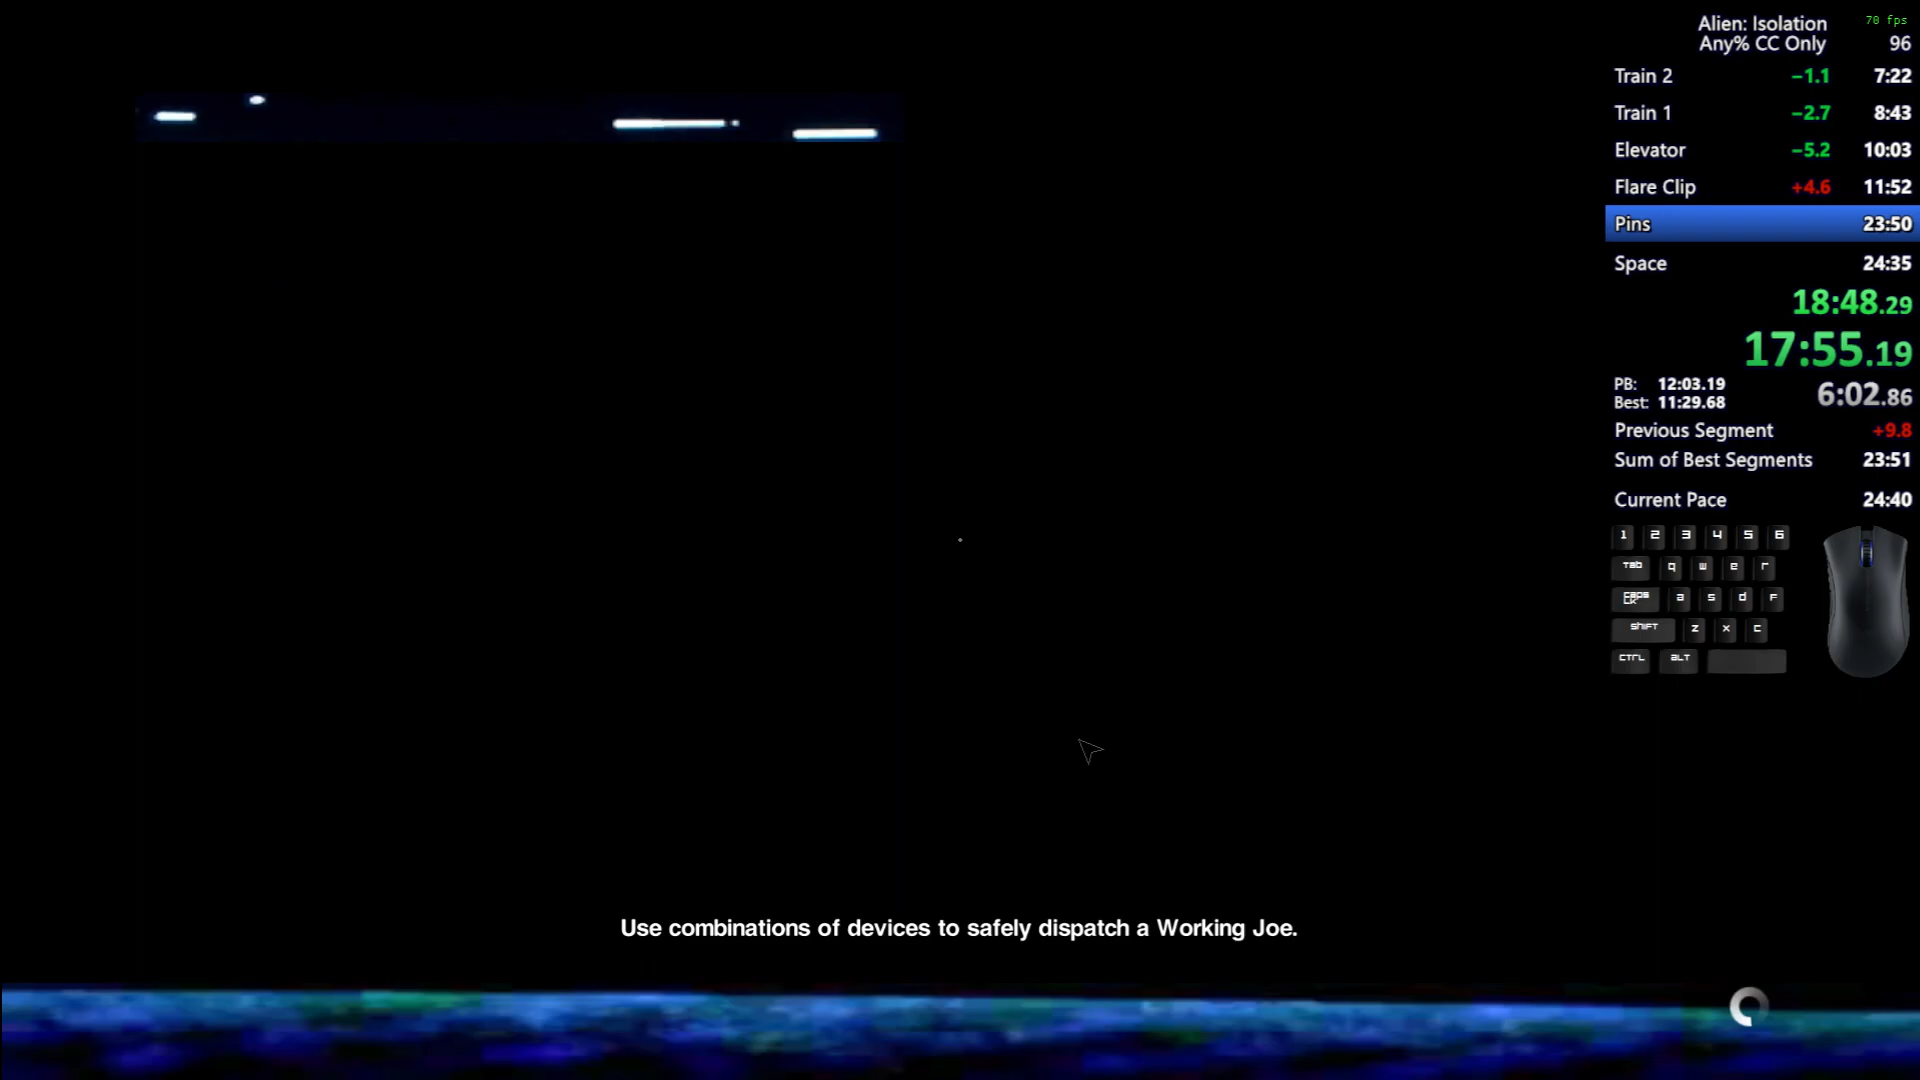 Alien: Isolation
70 fps
Any% CC Only 96
Train 2 −1.1 7:22
Train 1 −2.7 8:43
Elevator −5.2 10:03
Flare Clip +4.6 11:52
Pins 23:50
Space 24:35
18:48.29
17:55.19
PB: 12:03.19
Best: 11:29.68
6:02.86
Previous Segment +9.8
Sum of Best Segments 23:51
Current Pace 24:40
1 2 3 4 5 6
Tab q w e r
caps LK a s d f
shift z x c
CTRL ALT
Use combinations of devices to safely dispatch a Working Joe.